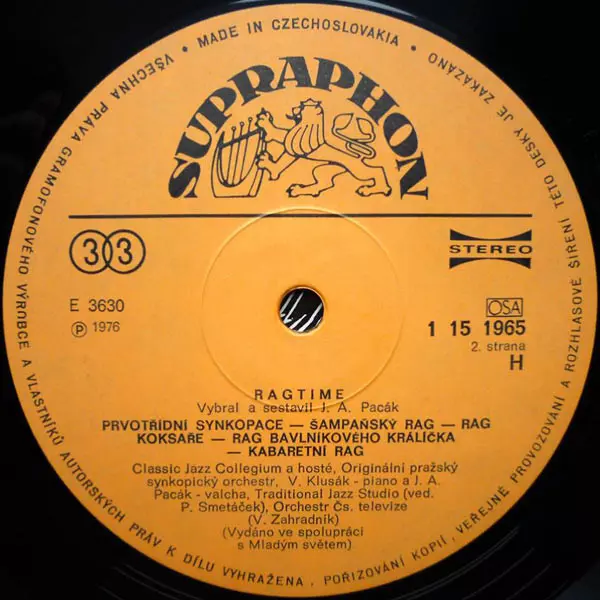 VŠECHNA PRÁVA GRAMOFONOVÉHO VÝROBCE A VLASTNÍKŮ AUTORSKÝCH PRÁV K DÍLU VYHRAŽENA . POŘIZOVÁNÍ KOPIÍ , VEŘEJNÉ PROVOZOVÁNÍ A ROZHLASOVÉ ŠÍŘENÍ TÉTO DESKY JE ZAKÁZÁNO
MADE IN CZECHOSLOVAKIA
SUPRAPHON
33
STEREO
E 3630
Ⓟ 1976
OSA
1 15 1965
2. strana
H
RAGTIME
Vybral a sestavil J. A. Pacák
PRVOTŘÍDNÍ SYNKOPACE — ŠAMPAŇSKÝ RAG — RAG
KOKSAŘE — RAG BAVLNÍKOVÉHO KRÁLÍČKA
— KABARETNÍ RAG
Classic Jazz Collegium a hosté, Originální pražský
synkopický orchestr, V. Klusák - piano a J. A.
Pacák - valcha, Traditional Jazz Studio (ved.
P. Smetáček), Orchestr Čs. televize
(V. Zahradník)
(Vydáno ve spolupráci
s Mladým světem).